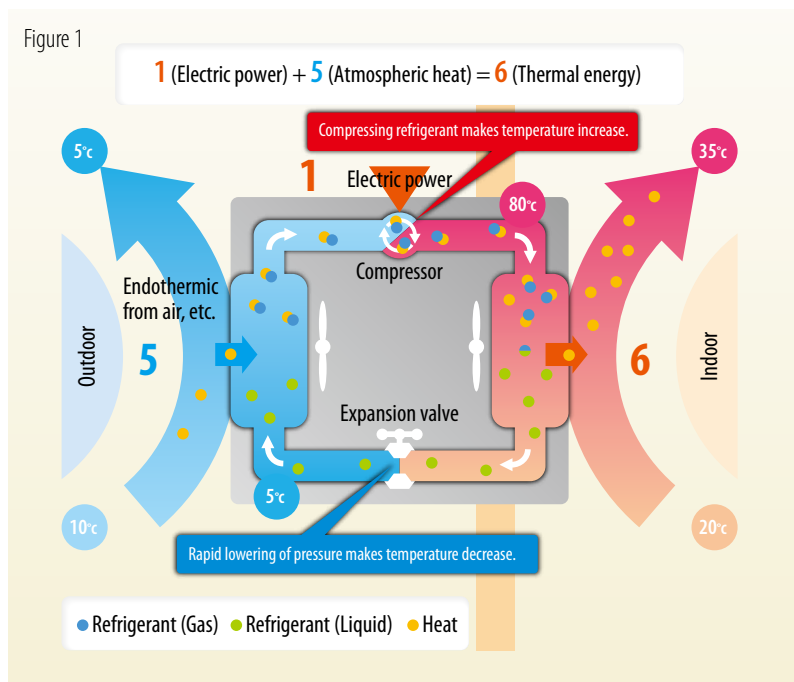 Figure 1
1 (Electric power) + 5 (Atmospheric heat) = 6 (Thermal energy)
Compressing refrigerant makes temperature increase.
5°c
35°c
1
Electric power
80°c
Compressor
Endothermic
from air, etc.
Outdoor
5
6
Indoor
Expansion valve
5°c
10°c
20°c
Rapid lowering of pressure makes temperature decrease.
Refrigerant (Gas) Refrigerant (Liquid) Heat